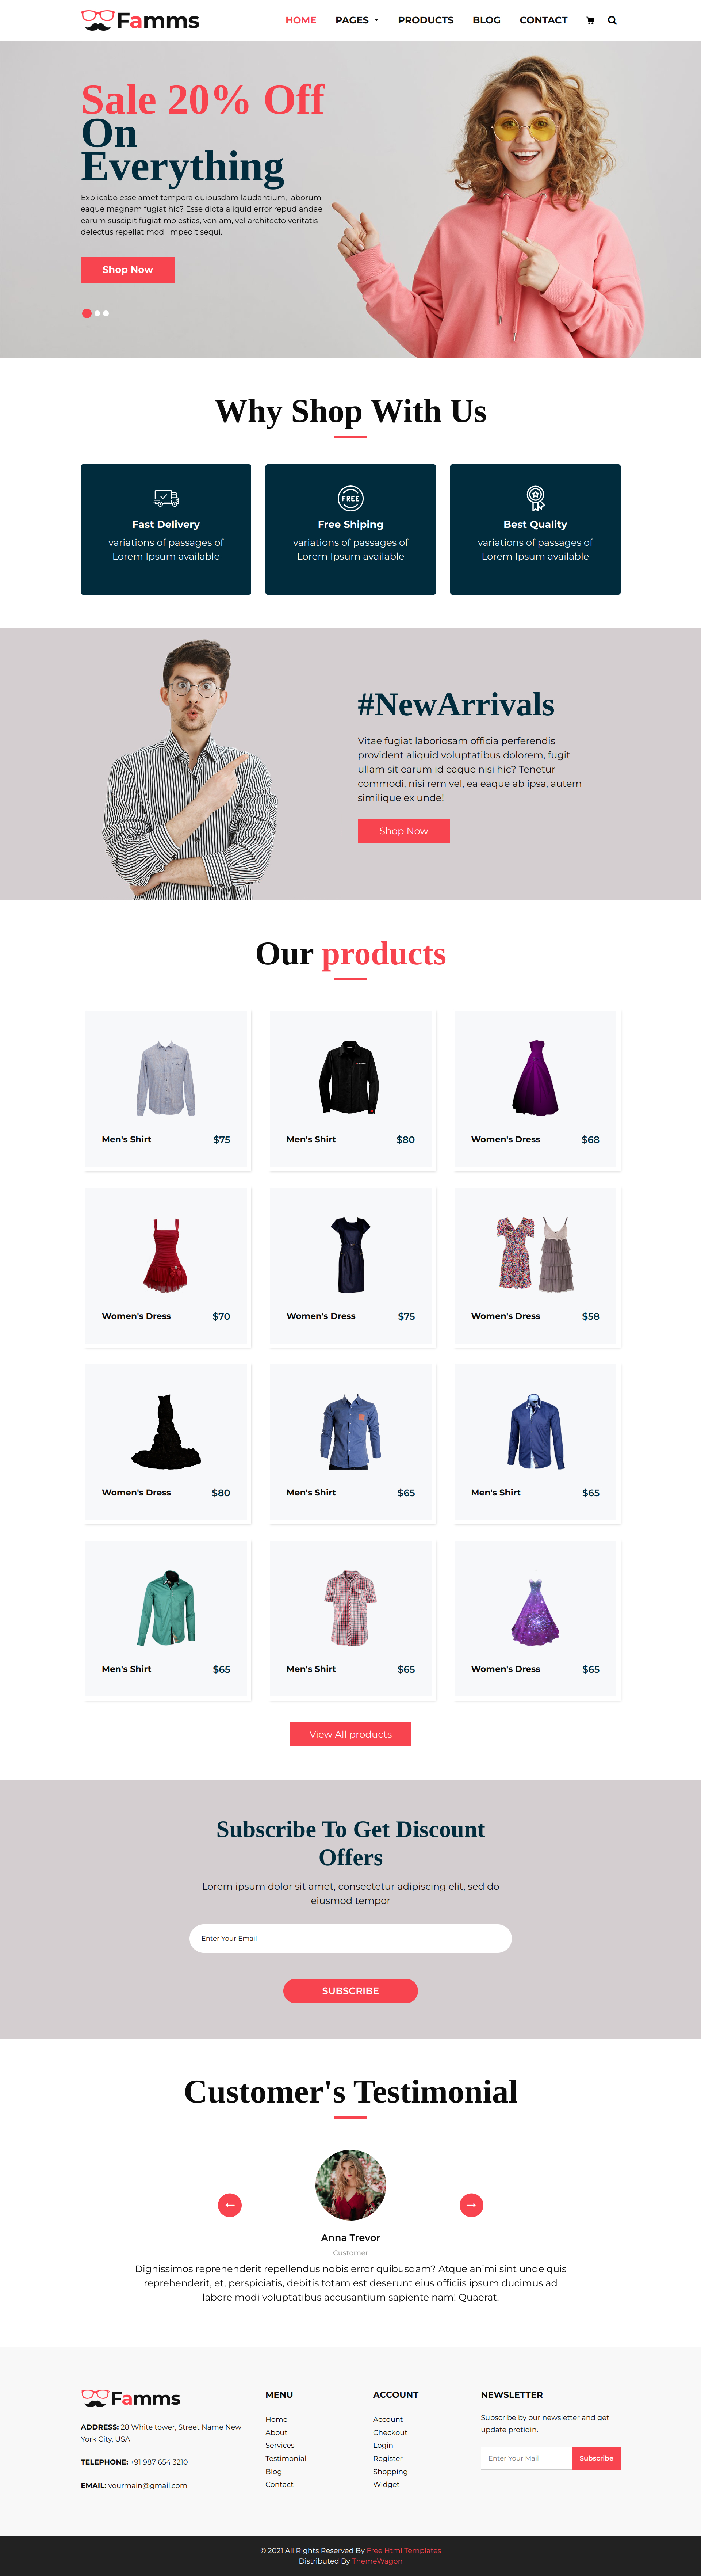 Famms
HOME PAGES PRODUCTS BLOG CONTACT
Sale 20% Off
On
Everything
Explicabo esse amet tempora quibusdam laudantium, laborum
eaque magnam fugiat hic? Esse dicta aliquid error repudiandae
earum suscipit fugiat molestias, veniam, vel architecto veritatis
delectus repellat modi impedit sequi.
Shop Now
Why Shop With Us
Fast Delivery
variations of passages of
Lorem Ipsum available
FREE
Free Shiping
variations of passages of
Lorem Ipsum available
Best Quality
variations of passages of
Lorem Ipsum available
#NewArrivals
Vitae fugiat laboriosam officia perferendis
provident aliquid voluptatibus dolorem, fugit
ullam sit earum id eaque nisi hic? Tenetur
commodi, nisi rem vel, ea eaque ab ipsa, autem
similique ex unde!
Shop Now
Our products
Men's Shirt $75
Men's Shirt $80
Women's Dress $68
Women's Dress $70
Women's Dress $75
Women's Dress $58
Women's Dress $80
Men's Shirt $65
Men's Shirt $65
Men's Shirt $65
Men's Shirt $65
Women's Dress $65
View All products
Subscribe To Get Discount
Offers
Lorem ipsum dolor sit amet, consectetur adipiscing elit, sed do
eiusmod tempor
Enter Your Email
SUBSCRIBE
Customer's Testimonial
Anna Trevor
Customer
Dignissimos reprehenderit repellendus nobis error quibusdam? Atque animi sint unde quis
reprehenderit, et, perspiciatis, debitis totam est deserunt eius officiis ipsum ducimus ad
labore modi voluptatibus accusantium sapiente nam! Quaerat.
Famms
ADDRESS: 28 White tower, Street Name New
York City, USA
TELEPHONE: +91 987 654 3210
EMAIL: yourmain@gmail.com
MENU
Home
About
Services
Testimonial
Blog
Contact
ACCOUNT
Account
Checkout
Login
Register
Shopping
Widget
NEWSLETTER
Subscribe by our newsletter and get
update protidin.
Enter Your Mail
Subscribe
© 2021 All Rights Reserved By Free Html Templates
Distributed By ThemeWagon